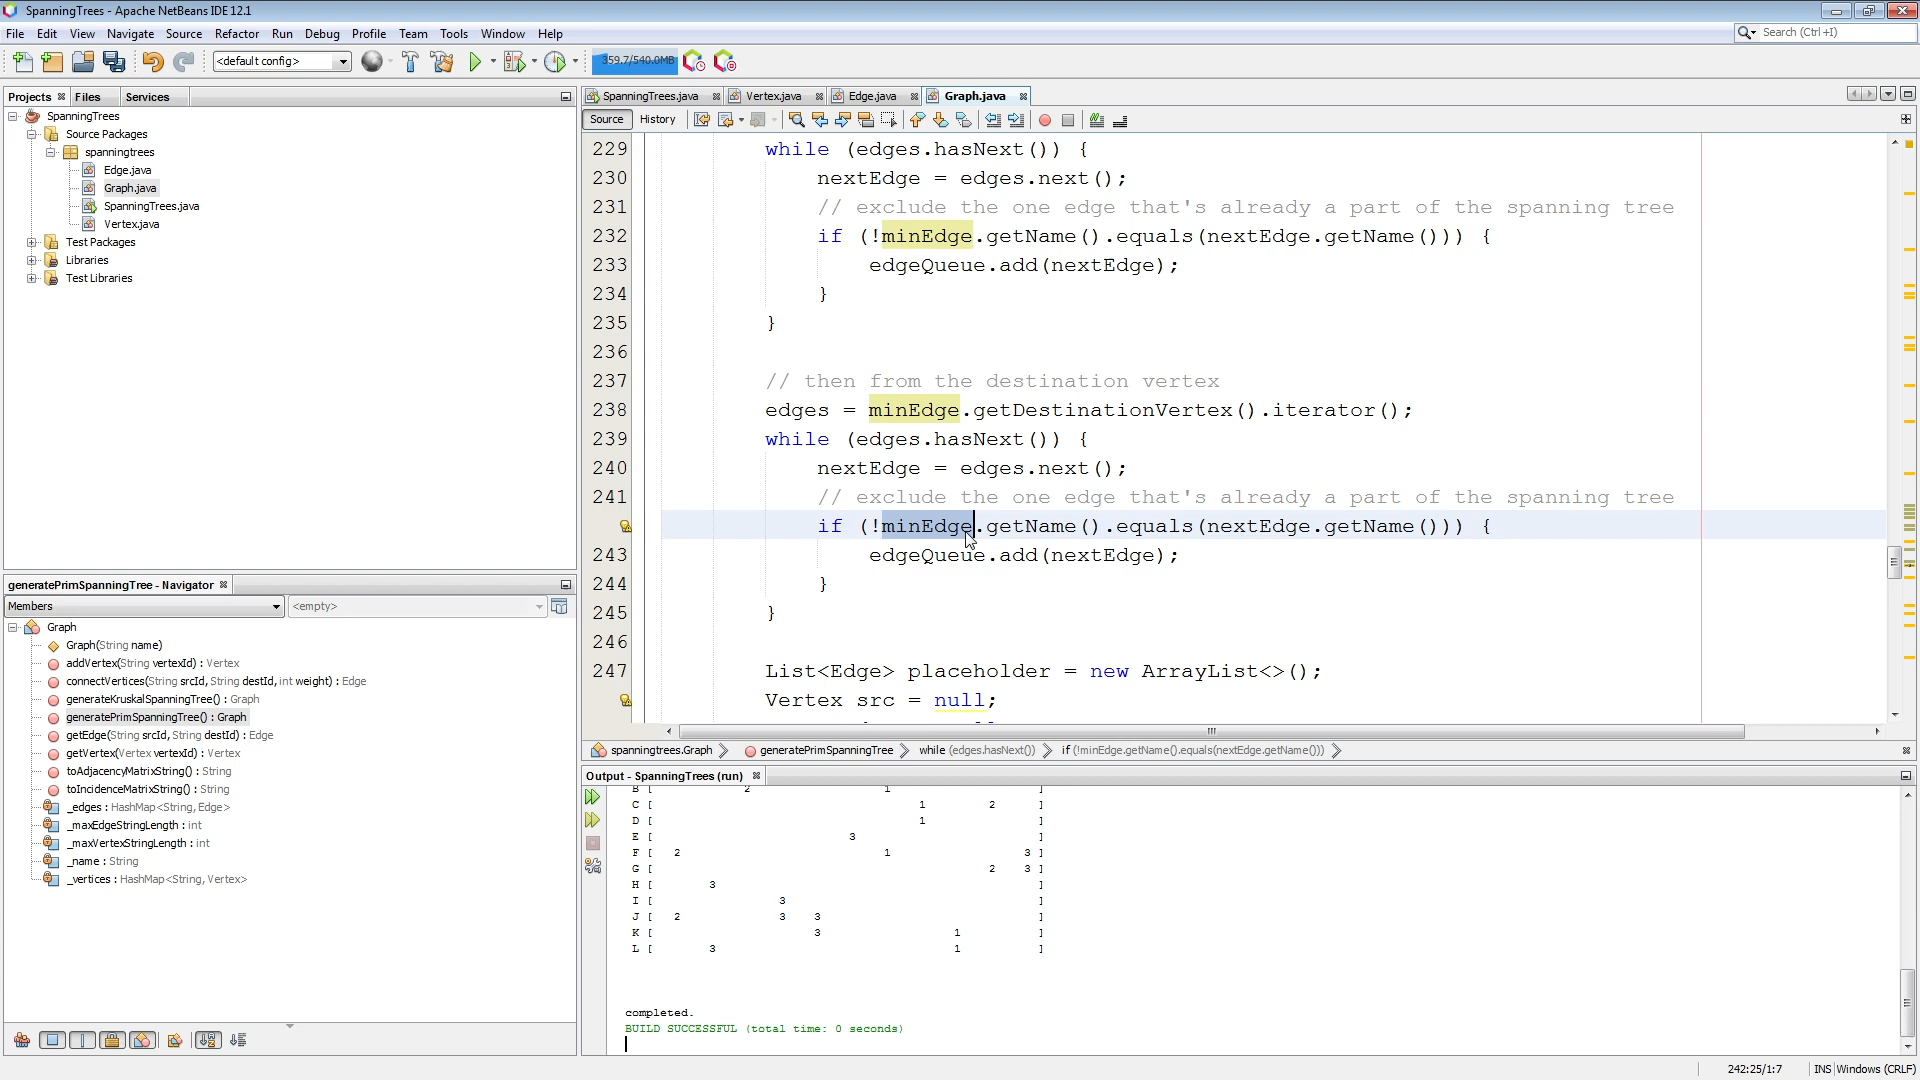 SpanningTrees - Apache NetBeans IDE 12.1
File Edit View Navigate Source Refactor Run Debug Profile Team Tools Window Help
Search (Ctrl+I)
<default config>
359.7/540.0MB
Projects Files Services
SpanningTrees
Source Packages
spanningtrees
Edge.java
Graph.java
SpanningTrees.java
Vertex.java
Test Packages
Libraries
Test Libraries
generatePrimSpanningTree - Navigator
Members
<empty>
Graph
Graph(String name)
addVertex(String vertexId) : Vertex
connectVertices(String srcId, String destId, int weight) : Edge
generateKruskalSpanningTree() : Graph
generatePrimSpanningTree() : Graph
getEdge(String srcId, String destId) : Edge
getVertex(Vertex vertexId) : Vertex
toAdjacencyMatrixString() : String
toIncidenceMatrixString() : String
_edges : HashMap<String, Edge>
_maxEdgeStringLength : int
_maxVertexStringLength : int
_name : String
_vertices : HashMap<String, Vertex>
SpanningTrees.java Vertex.java Edge.java Graph.java
Source History
229 while (edges.hasNext()) {
230 nextEdge = edges.next();
231 // exclude the one edge that's already a part of the spanning tree
232 if (!minEdge.getName().equals(nextEdge.getName())) {
233 edgeQueue.add(nextEdge);
234 }
235 }
236
237 // then from the destination vertex
238 edges = minEdge.getDestinationVertex().iterator();
239 while (edges.hasNext()) {
240 nextEdge = edges.next();
241 // exclude the one edge that's already a part of the spanning tree
if (!minEdge.getName().equals(nextEdge.getName())) {
243 edgeQueue.add(nextEdge);
244 }
245 }
246
247 List<Edge> placeholder = new ArrayList<>();
Vertex src = null;
spanningtrees.Graph generatePrimSpanningTree while (edges.hasNext()) if (!minEdge.getName().equals(nextEdge.getName()))
Output - SpanningTrees (run)
B [ 2 1 ]
C [ 1 2 ]
D [ 1 ]
E [ 3 ]
F [ 2 1 3 ]
G [ 2 3 ]
H [ 3 ]
I [ 3 ]
J [ 2 3 3 ]
K [ 3 1 ]
L [ 3 1 ]
completed.
BUILD SUCCESSFUL (total time: 0 seconds)
242:25/1:7 INS Windows (CRLF)